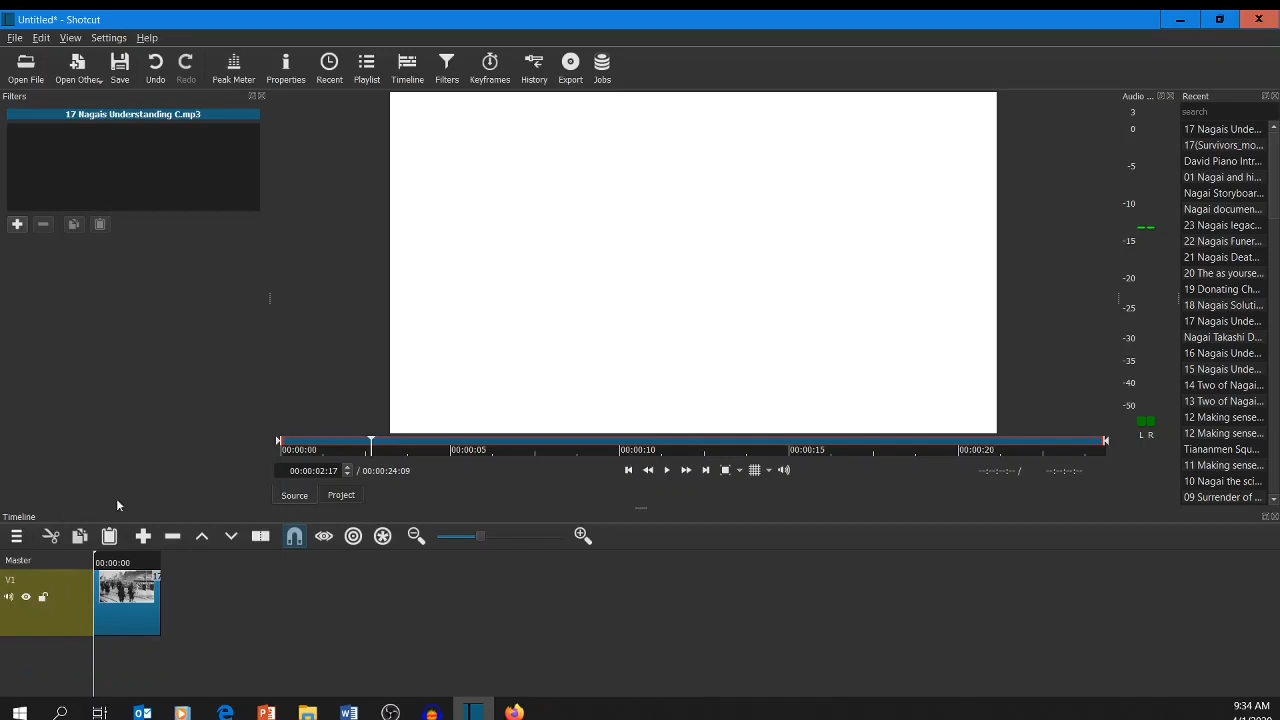 Untitled* - Shotcut
File Edit View Settings Help
Open File Open Other.. Save Undo Redo Peak Meter Properties Recent Playlist Timeline Filters Keyframes History Export Jobs
Filters
17 Nagais Understanding C.mp3
Audio ...
3
0
-5
-10
-15
-20
-25
-30
-35
-40
-50
L R
Recent
search
17 Nagais Unde...
17(Survivors_mo...
David Piano Intr...
01 Nagai and hi...
Nagai Storyboar...
Nagai documen...
23 Nagais legac...
22 Nagais Funer...
21 Nagais Deat...
20 The as yourse...
19 Donating Ch...
18 Nagais Soluti...
17 Nagais Unde...
Nagai Takashi D...
16 Nagais Unde...
15 Nagais Unde...
14 Two of Nagai...
13 Two of Nagai...
12 Making sense...
12 Making sense...
Tiananmen Squ...
11 Making sense...
10 Nagai the sci...
09 Surrender of ...
00:00:00 00:00:05 00:00:10 00:00:15 00:00:20
00:00:02:17 / 00:00:24:09 --:--:--:-- / --:--:--:--
Source Project
Timeline
Master 00:00:00
V1
17
9:34 AM